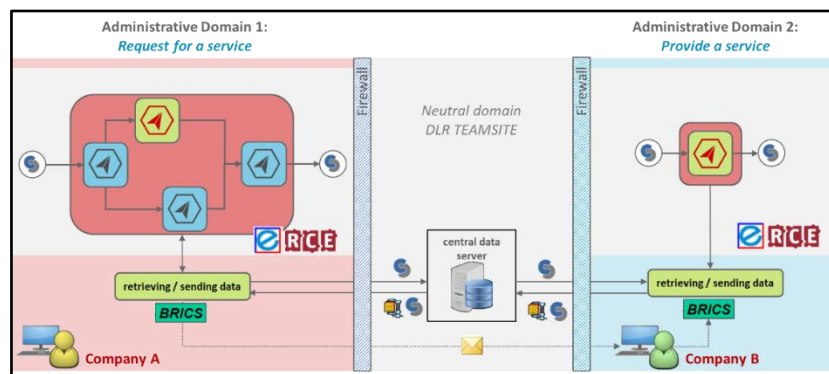 Administrative Domain 1:
Request for a service
Administrative Domain 2:
Provide a service
Firewall
Neutral domain
DLR TEAMSITE
Firewall
RCE
RCE
central data
server
retrieving / sending data
BRICS
retrieving / sending data
BRICS
Company A
Company B